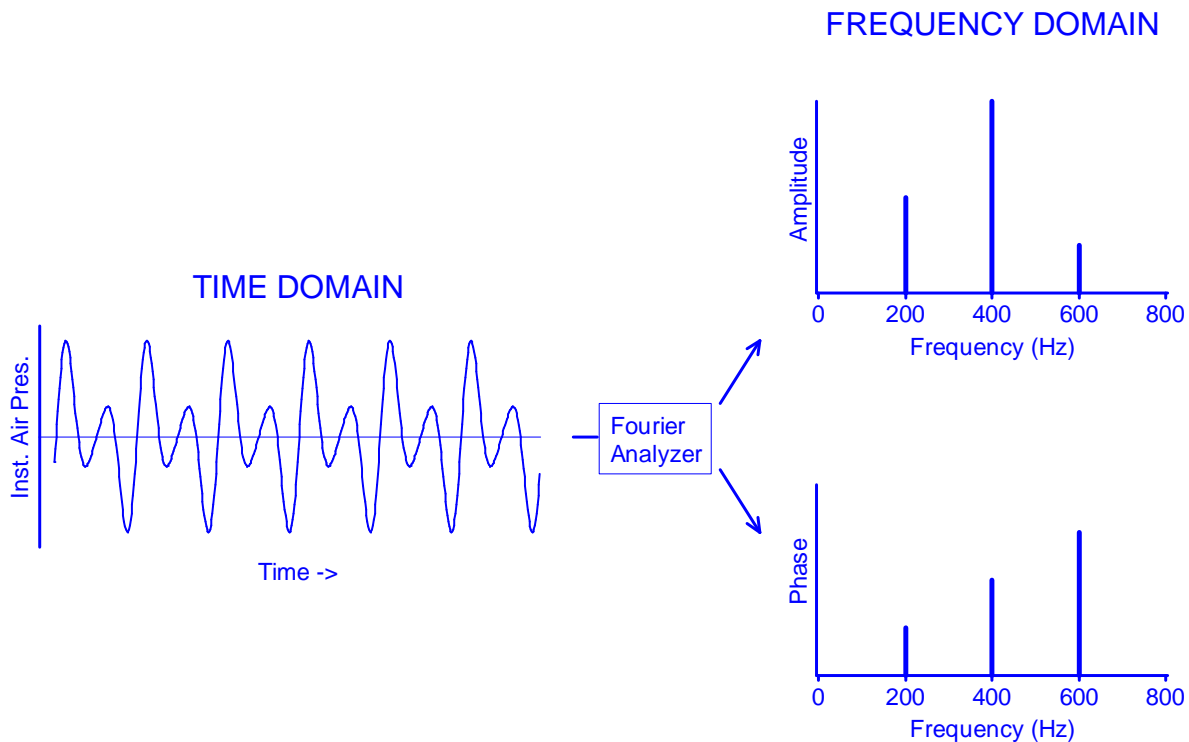 FREQUENCY DOMAIN
Amplitude
0 200 400 600 800
Frequency (Hz)
TIME DOMAIN
Inst. Air Pres.
Time ->
Fourier
Analyzer
Phase
0 200 400 600 800
Frequency (Hz)